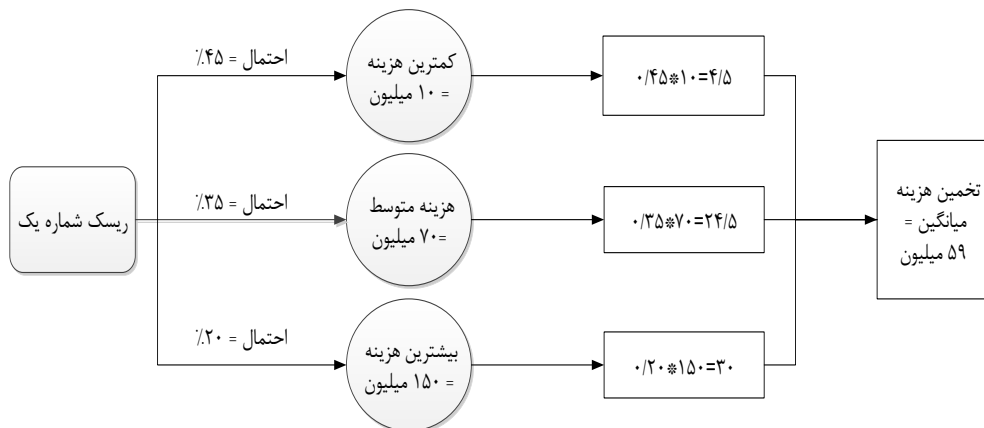 ریسک شماره یک
احتمال = ۴۵٪
کمترین هزینه
= ۱۰ میلیون
۰/۴۵*۱۰=۴/۵
احتمال = ۳۵٪
هزینه متوسط
=۷۰ میلیون
۰/۳۵*۷۰=۲۴/۵
احتمال = ۲۰٪
بیشترین هزینه
= ۱۵۰ میلیون
۰/۲۰*۱۵۰=۳۰
تخمین هزینه
میانگین =
۵۹ میلیون